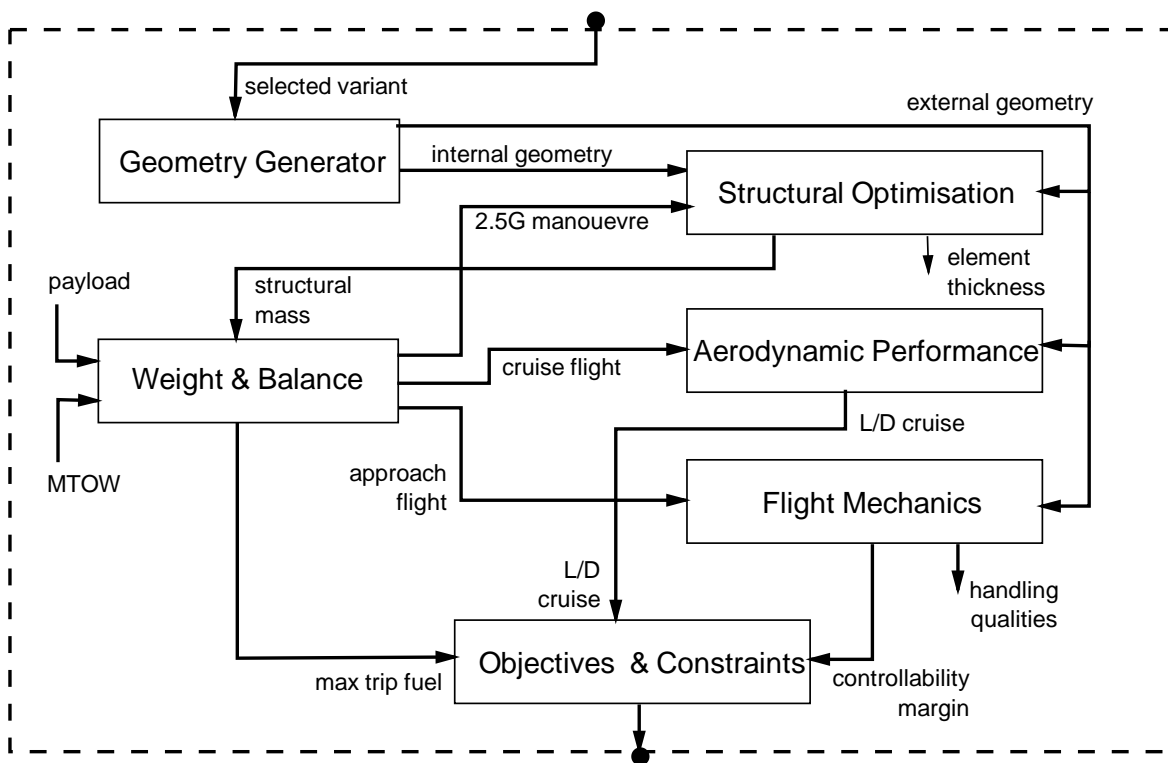 selected variant
external geometry
Geometry Generator
internal geometry
Structural Optimisation
2.5G manouevre
element
thickness
payload
structural
mass
Weight & Balance
cruise flight
Aerodynamic Performance
L/D cruise
MTOW
approach
flight
Flight Mechanics
L/D
cruise
handling
qualities
Objectives & Constraints
max trip fuel
controllability
margin